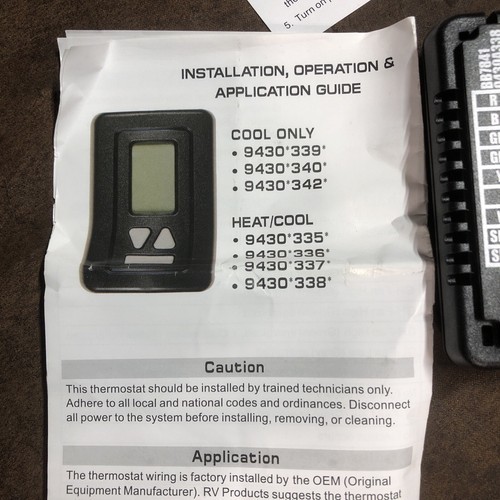 the
5. Turn on
INSTALLATION, OPERATION &
APPLICATION GUIDE
COOL ONLY
• 9430*339*
• 9430*340*
• 9430*342*
HEAT/COOL
• 9430*335*
• 9430*336*
• 9430*337*
• 9430*338*
Caution
This thermostat should be installed by trained technicians only.
Adhere to all local and national codes and ordinances. Disconnect
all power to the system before installing, removing, or cleaning.
Application
The thermostat wiring is factory installed by the OEM (Original
Equipment Manufacturer). RV Products suggests the thermostat